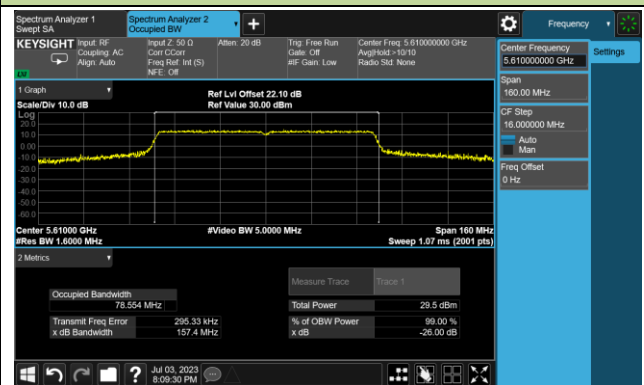 Spectrum Analyzer 1
Swept SA
Spectrum Analyzer 2
Occupied BW
Frequency
KEYSIGHT
Input: RF
Coupling: AC
Align: Auto
Input Z: 50 Ω
Corr CCorr
Freq Ref: Int (S)
NFE: Off
Atten: 20 dB
Trig: Free Run
Gate: Off
#IF Gain: Low
Center Freq: 5.610000000 GHz
Avg|Hold:>10/10
Radio Std: None
Center Frequency
5.610000000 GHz
Settings
Span
160.00 MHz
CF Step
16.000000 MHz
Auto
Man
Freq Offset
0 Hz
1 Graph
Scale/Div 10.0 dB
Ref Lvl Offset 22.10 dB
Ref Value 30.00 dBm
Log
20.0
10.0
0.00
-10.0
-20.0
-30.0
-40.0
-50.0
-60.0
Center 5.61000 GHz
#Res BW 1.6000 MHz
#Video BW 5.0000 MHz
Span 160 MHz
Sweep 1.07 ms (2001 pts)
2 Metrics
Measure Trace
Trace 1
Occupied Bandwidth
78.554 MHz
Total Power
29.5 dBm
Transmit Freq Error
295.33 kHz
% of OBW Power
99.00 %
x dB Bandwidth
157.4 MHz
x dB
-26.00 dB
?
Jul 03, 2023
8:09:30 PM